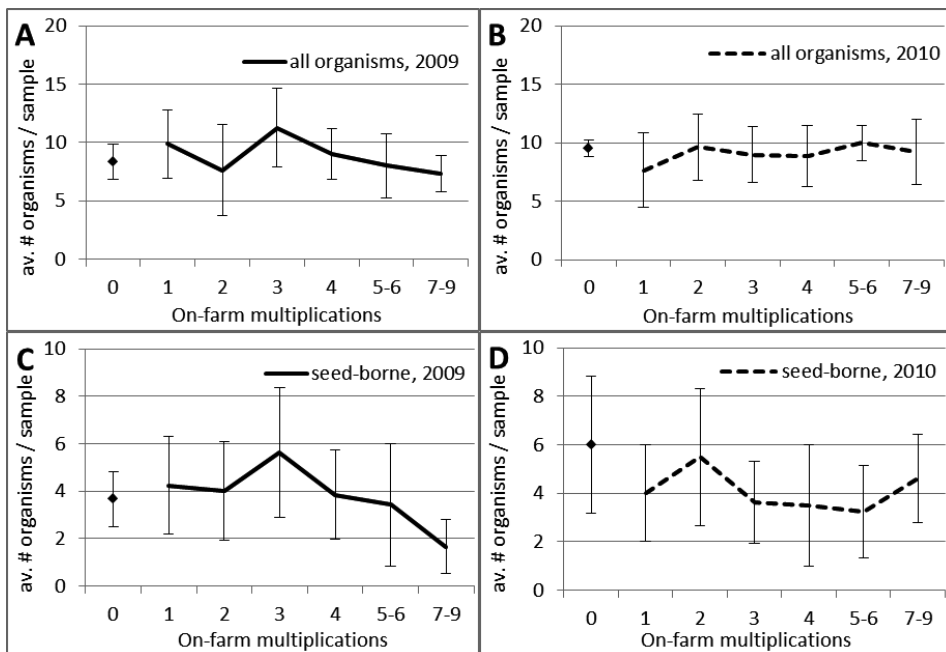 A
av. # organisms / sample
20
15
10
5
0
all organisms, 2009
0 1 2 3 4 5-6 7-9
On-farm multiplications
B
av. # organisms / sample
20
15
10
5
0
all organisms, 2010
0 1 2 3 4 5-6 7-9
On-farm multiplications
C
av. # organisms / sample
10
8
6
4
2
0
seed-borne, 2009
0 1 2 3 4 5-6 7-9
On-farm multiplications
D
av. # organisms / sample
10
8
6
4
2
0
seed-borne, 2010
0 1 2 3 4 5-6 7-9
On-farm multiplications